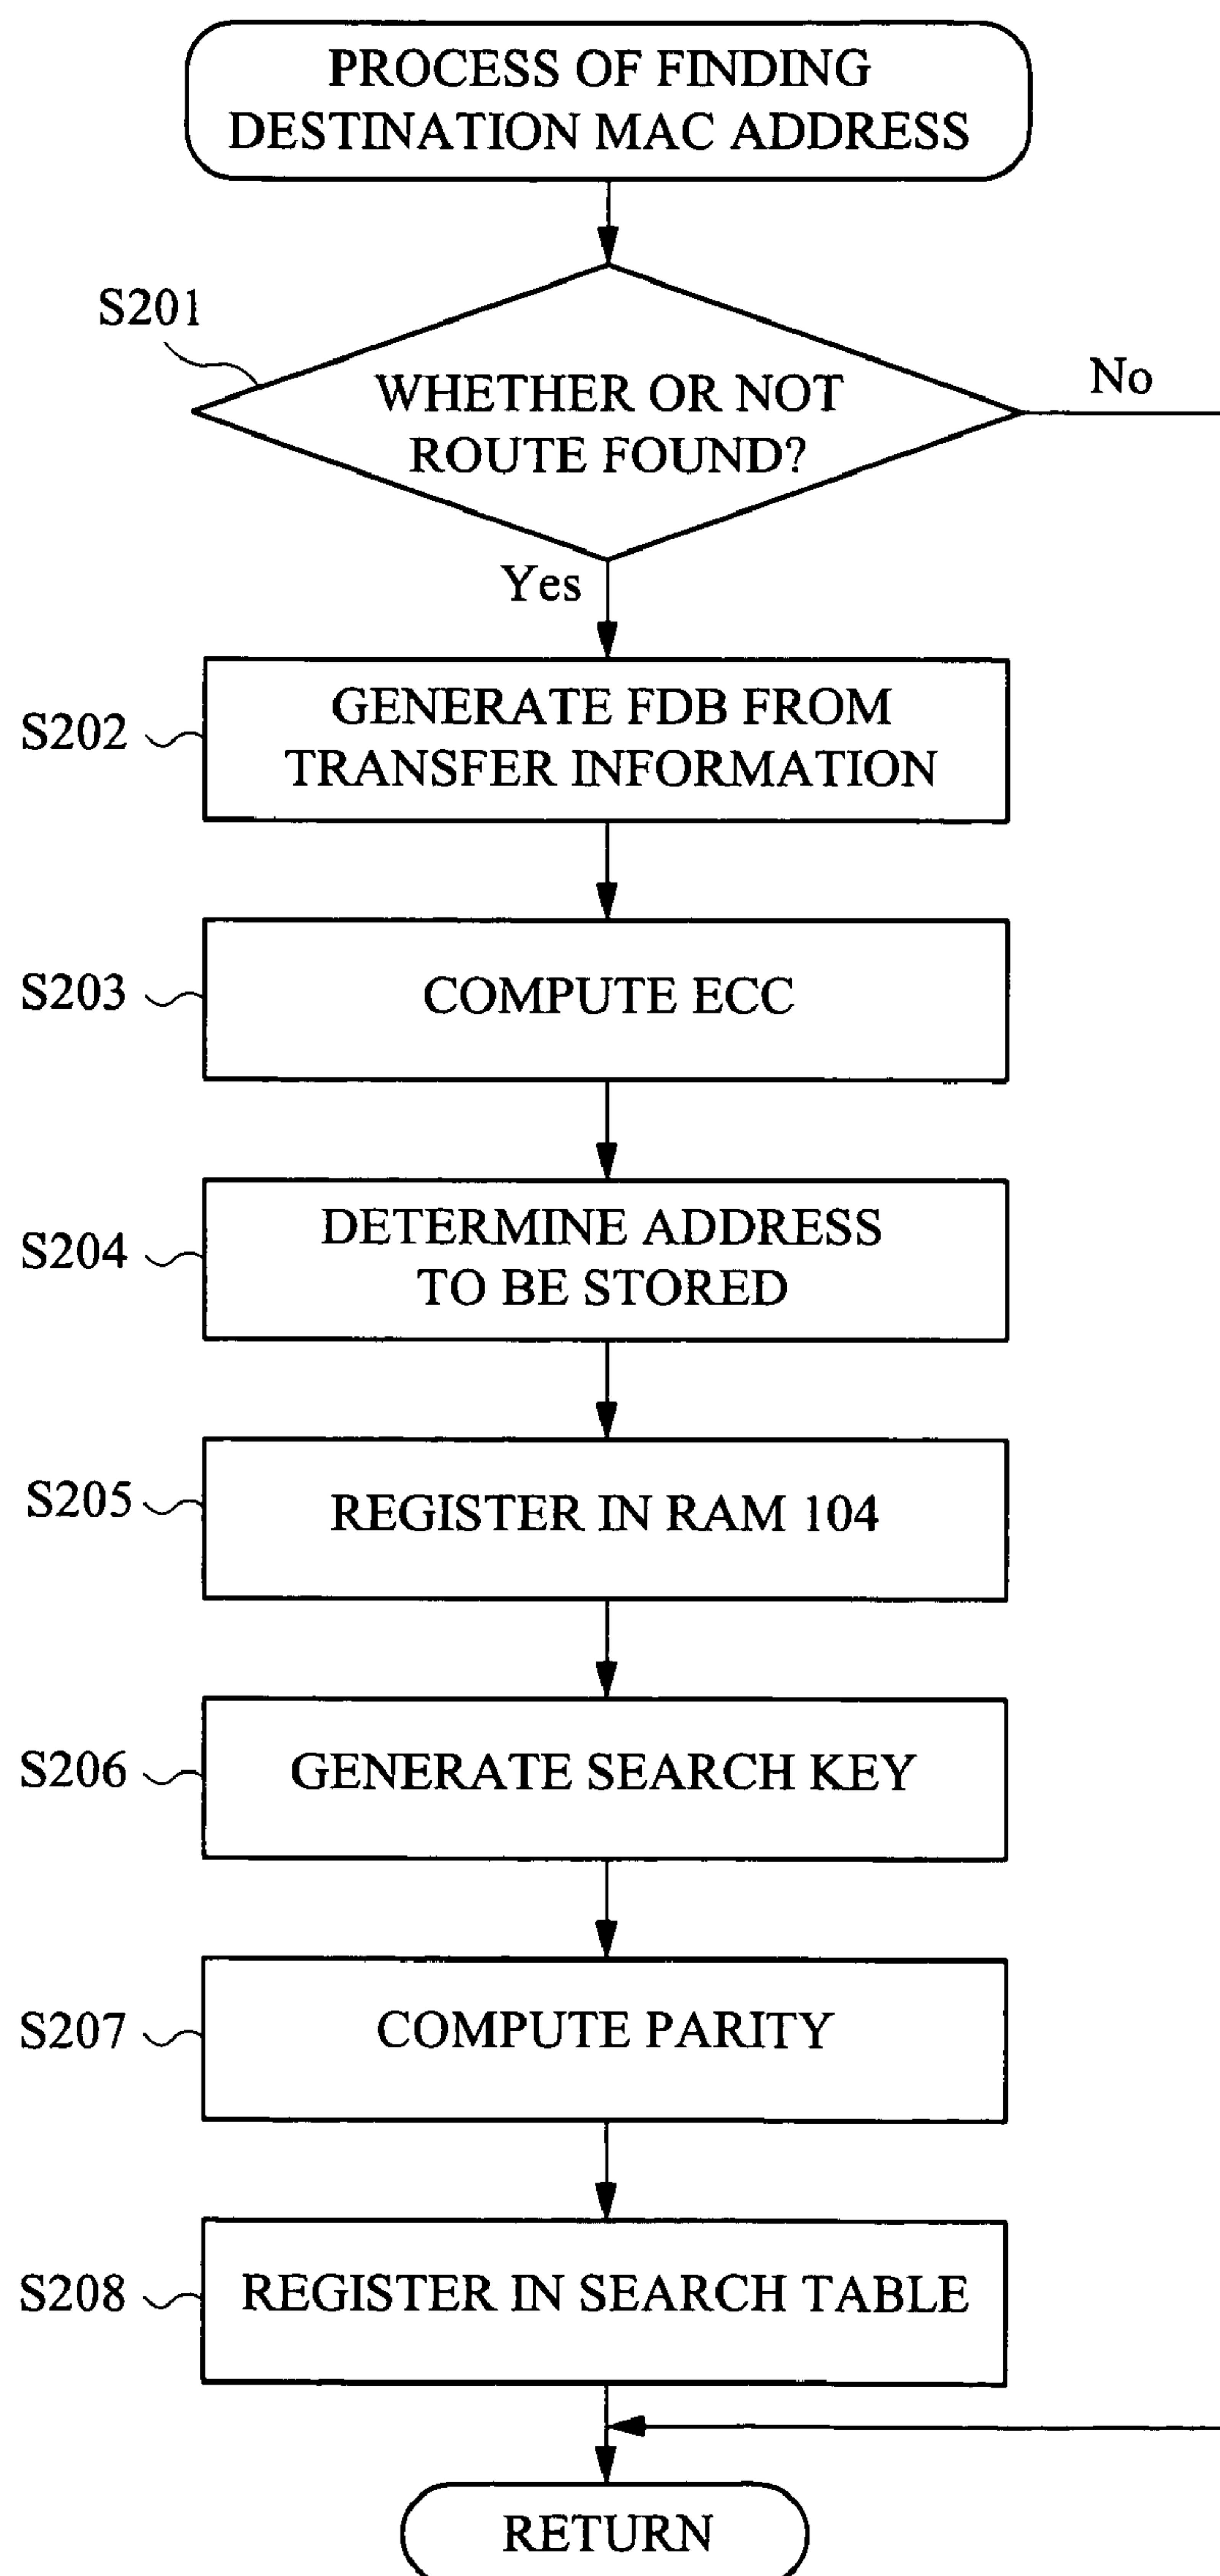 PROCESS OF FINDING
DESTINATION MAC ADDRESS
S201
WHETHER OR NOT
ROUTE FOUND?
No
Yes
S202
GENERATE FDB FROM
TRANSFER INFORMATION
S203
COMPUTE ECC
S204
DETERMINE ADDRESS
TO BE STORED
S205
REGISTER IN RAM 104
S206
GENERATE SEARCH KEY
S207
COMPUTE PARITY
S208
REGISTER IN SEARCH TABLE
RETURN